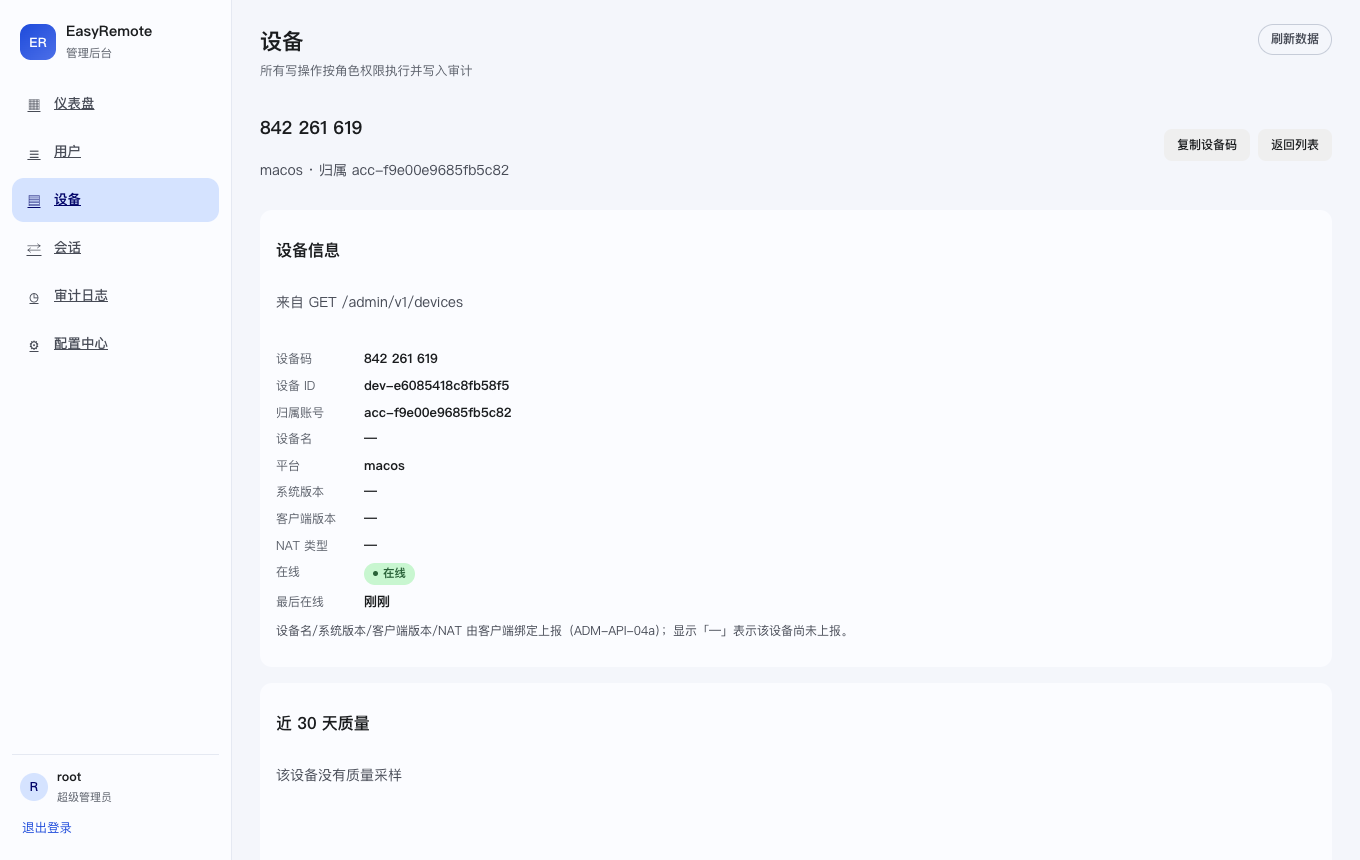 ER
EasyRemote
管理后台
仪表盘
用户
设备
会话
审计日志
配置中心
R
root
超级管理员
退出登录
设备
所有写操作按角色权限执行并写入审计
刷新数据
842 261 619
macos · 归属 acc-f9e00e9685fb5c82
复制设备码
返回列表
设备信息
来自 GET /admin/v1/devices
设备码 842 261 619
设备 ID dev-e6085418c8fb58f5
归属账号 acc-f9e00e9685fb5c82
设备名 —
平台 macos
系统版本 —
客户端版本 —
NAT 类型 —
在线 在线
最后在线 刚刚
设备名/系统版本/客户端版本/NAT 由客户端绑定上报（ADM-API-04a）；显示「—」表示该设备尚未上报。
近 30 天质量
该设备没有质量采样